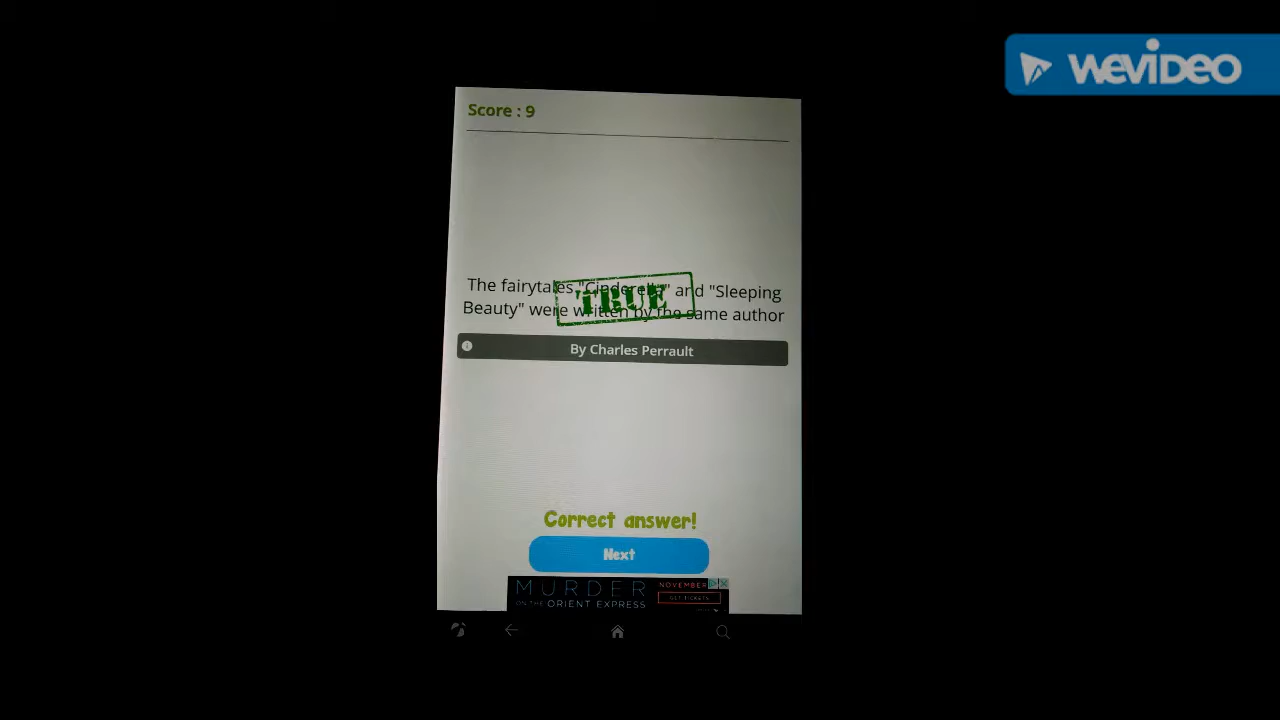 WEVIDEO
Score : 9
The fairytales "Cinderella" and "Sleeping
TRUE
Beauty" were written by the same author
By Charles Perrault
Correct answer!
Next
MURDER
ON THE ORIENT EXPRESS
NOVEMBER
GET TICKETS